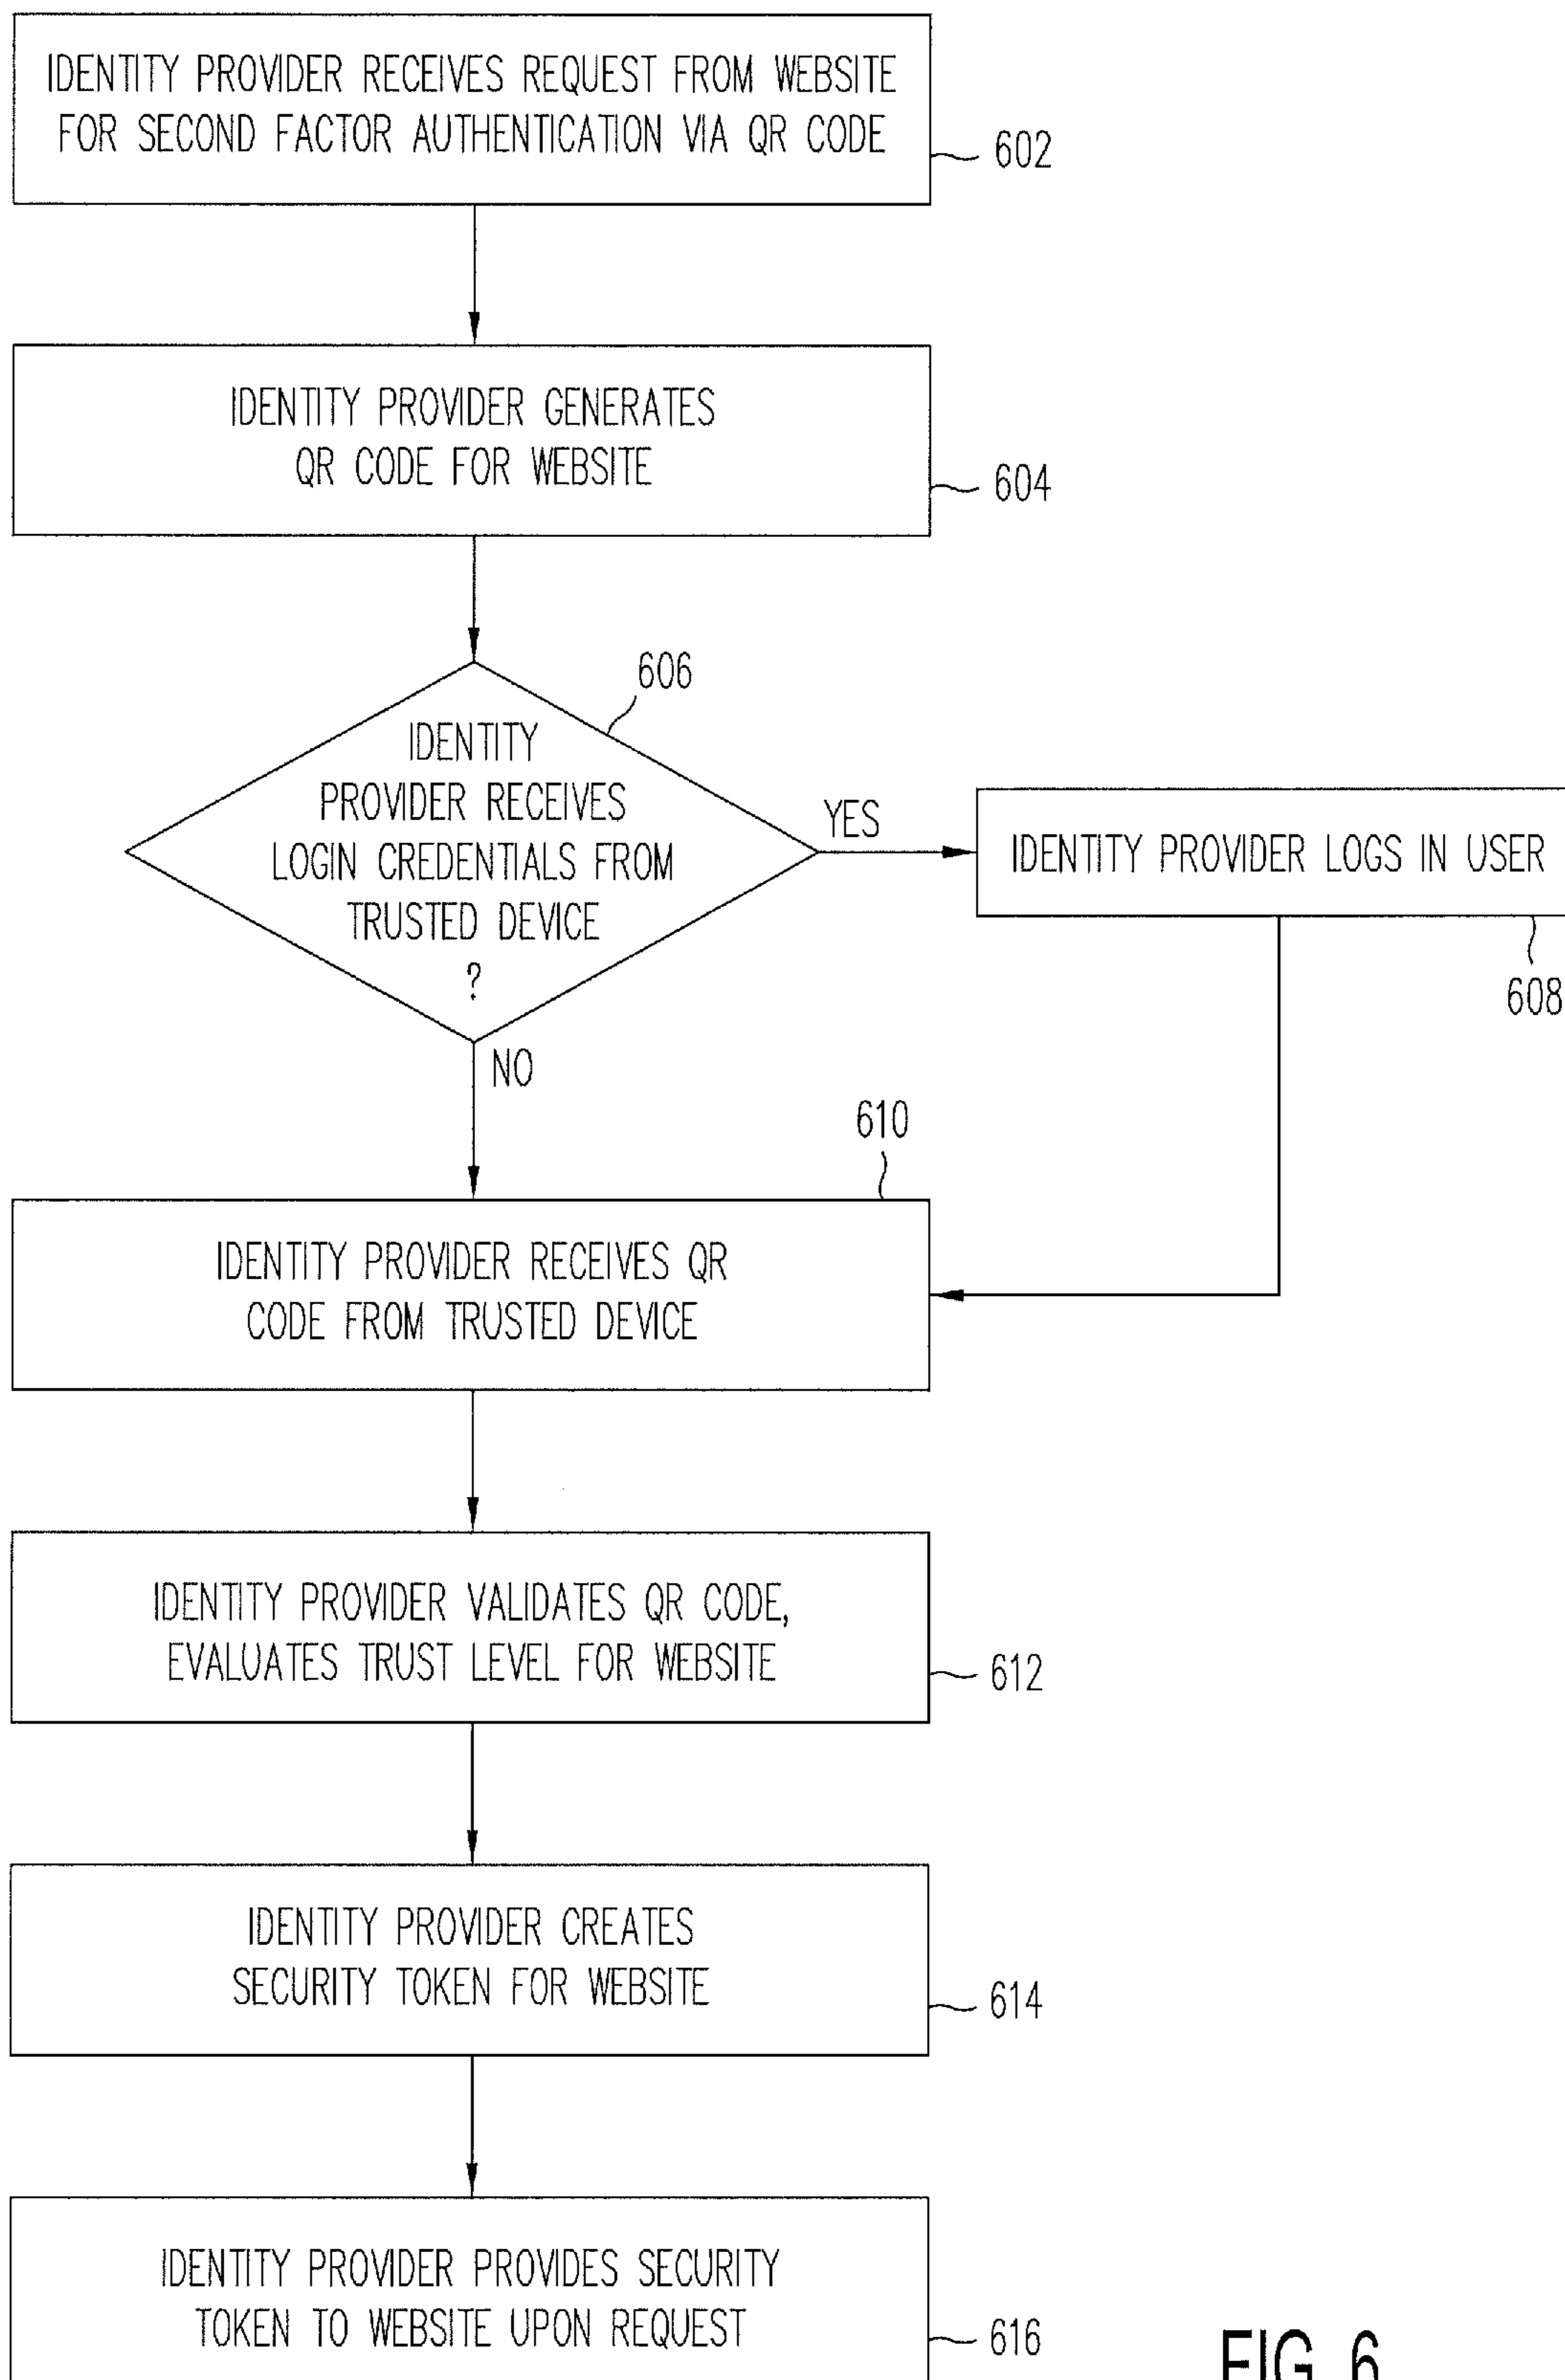 IDENTITY PROVIDER RECEIVES REQUEST FROM WEBSITE
FOR SECOND FACTOR AUTHENTICATION VIA QR CODE
602
IDENTITY PROVIDER GENERATES
QR CODE FOR WEBSITE
604
606
IDENTITY
PROVIDER RECEIVES
LOGIN CREDENTIALS FROM
TRUSTED DEVICE
?
YES
IDENTITY PROVIDER LOGS IN USER
608
NO
610
IDENTITY PROVIDER RECEIVES QR
CODE FROM TRUSTED DEVICE
IDENTITY PROVIDER VALIDATES QR CODE,
EVALUATES TRUST LEVEL FOR WEBSITE
612
IDENTITY PROVIDER CREATES
SECURITY TOKEN FOR WEBSITE
614
IDENTITY PROVIDER PROVIDES SECURITY
TOKEN TO WEBSITE UPON REQUEST
616
FIG. 6